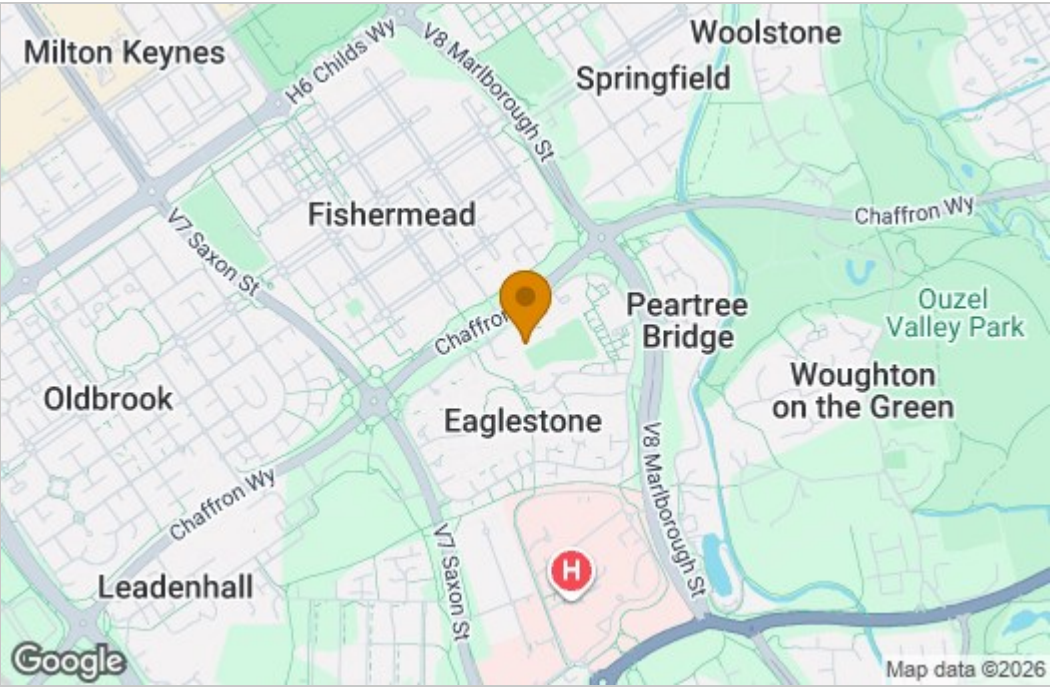 Milton Keynes
H6 Childs Wy
V8 Marlborough St
Woolstone
Springfield
Fishermead
V7 Saxon St
Chaffron Wy
Chaffro
Peartree
Bridge
Ouzel
Valley Park
Oldbrook
Woughton
on the Green
Eaglestone
Chaffron Wy
V8 Marlborough St
V7 Saxon St
H
Leadenhall
Google
Map data ©2026